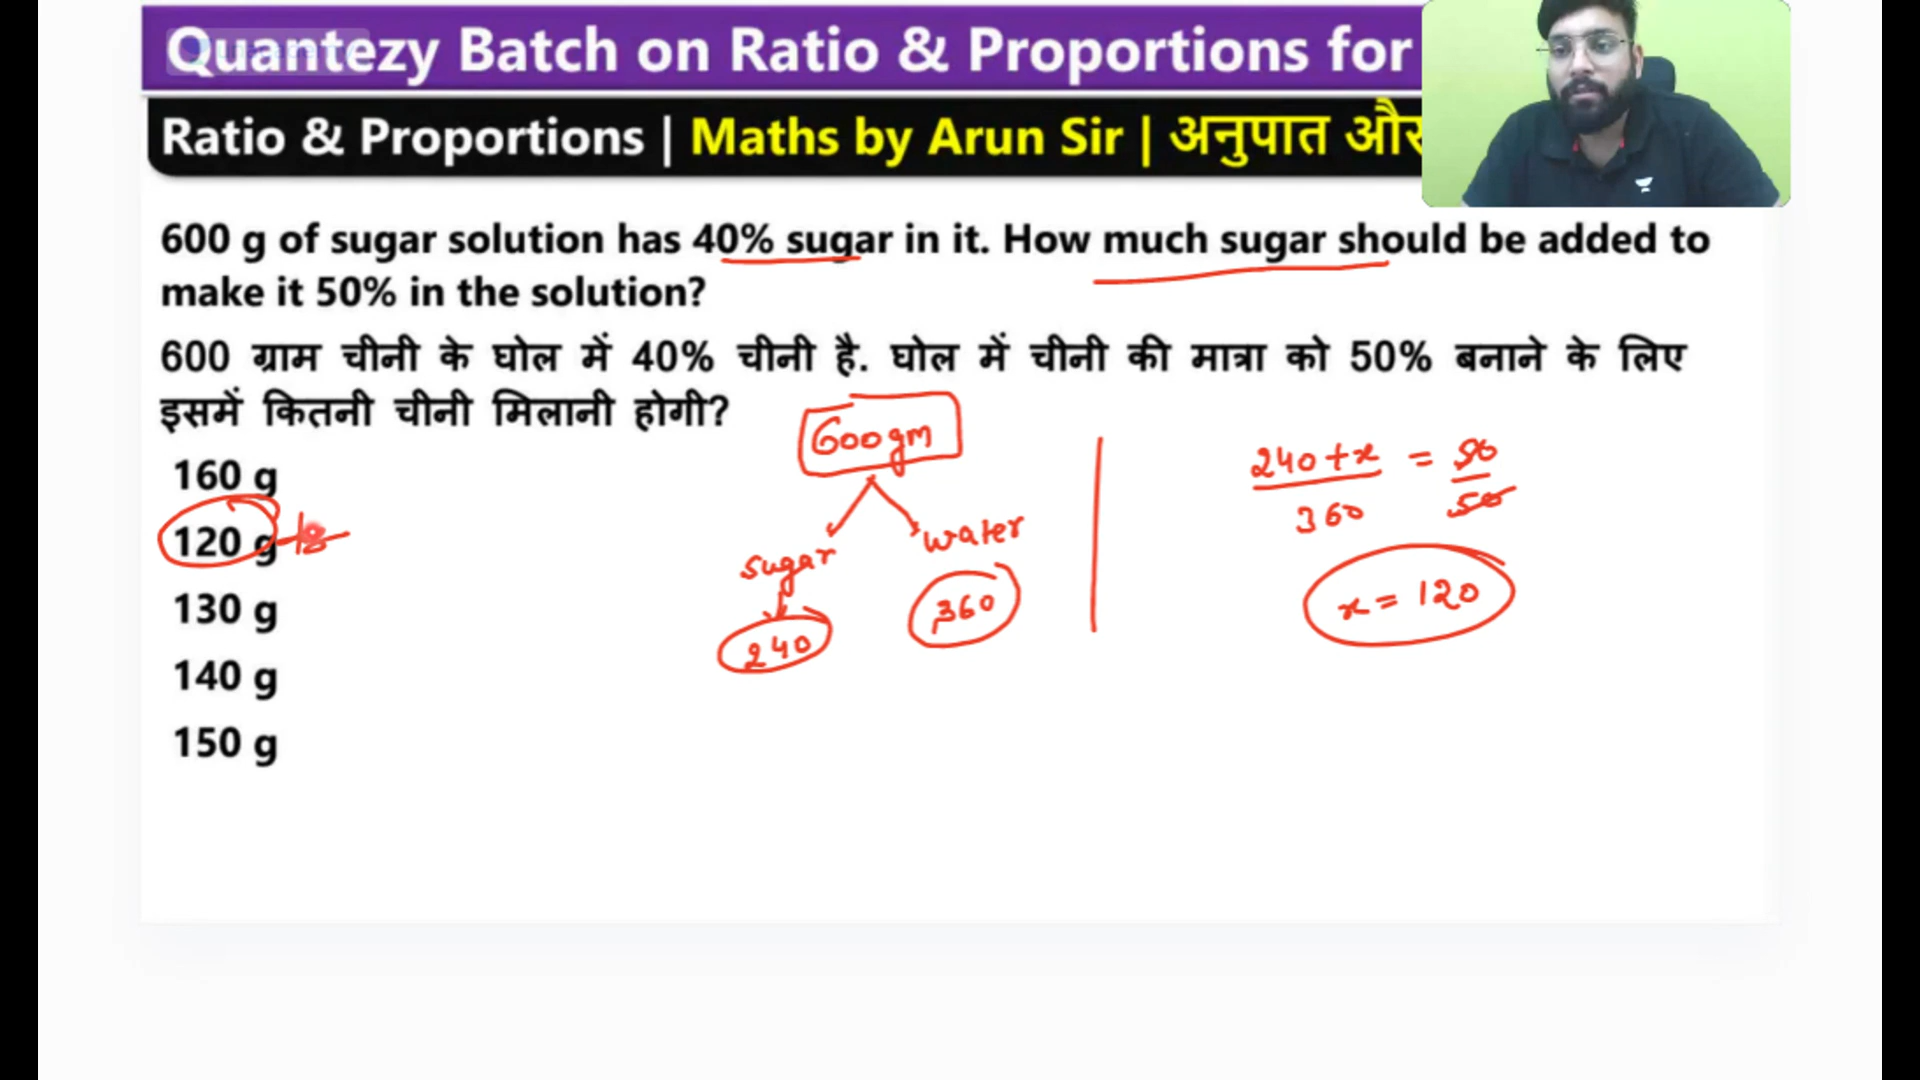 Quantezy Batch on Ratio & Proportions for
Ratio & Proportions | Maths by Arun Sir | अनुपात और
600 g of sugar solution has 40% sugar in it. How much sugar should be added to
make it 50% in the solution?
600 ग्राम चीनी के घोल में 40% चीनी है. घोल में चीनी की मात्रा को 50% बनाने के लिए
इसमें कितनी चीनी मिलानी होगी?
160 g
120 g
130 g
140 g
150 g
600gm
sugar water
240 360
240+x = 50
360 50
x = 120